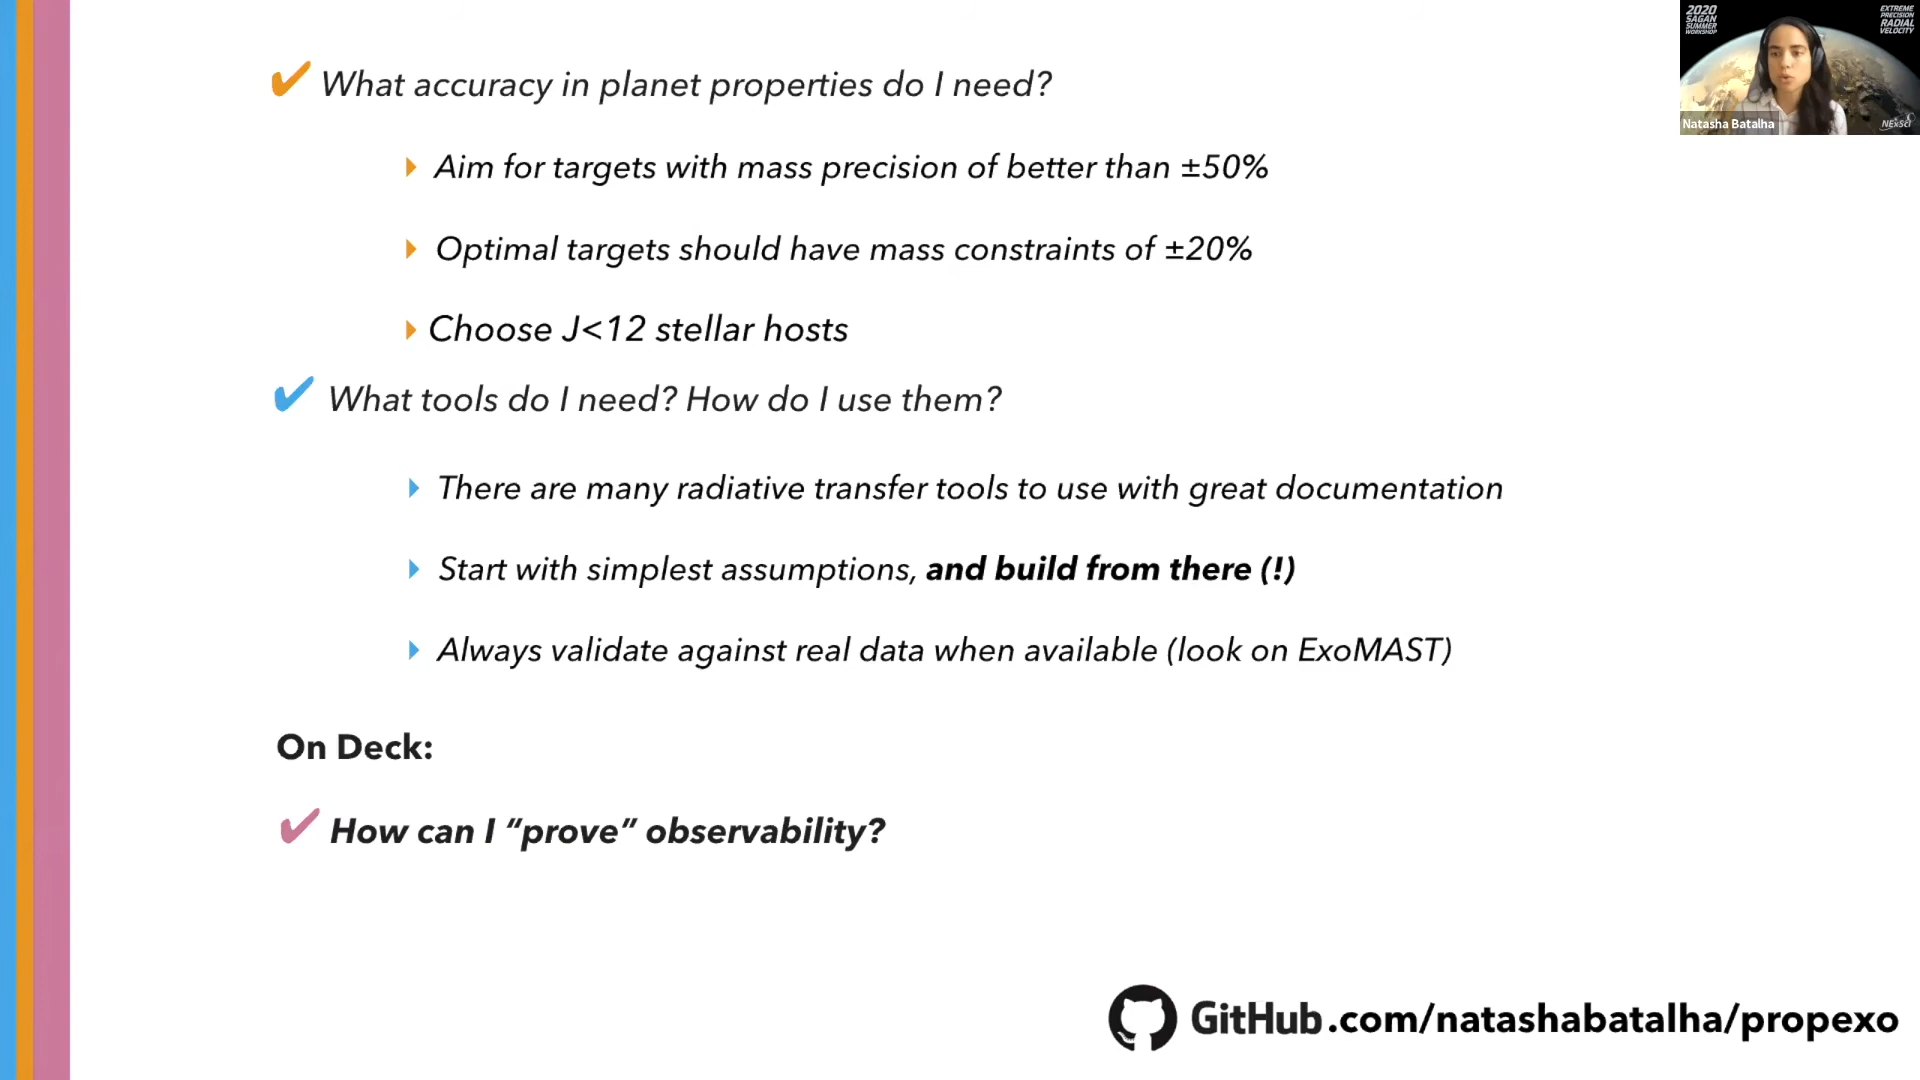 2020
SAGAN
SUMMER
WORKSHOP
EXTREME
PRECISION
RADIAL
VELOCITY
Natasha Batalha
NExScI
✔ What accuracy in planet properties do I need?
Aim for targets with mass precision of better than ±50%
Optimal targets should have mass constraints of ±20%
Choose J<12 stellar hosts
✔ What tools do I need? How do I use them?
There are many radiative transfer tools to use with great documentation
Start with simplest assumptions, and build from there (!)
Always validate against real data when available (look on ExoMAST)
On Deck:
✔ How can I “prove” observability?
GitHub.com/natashabatalha/propexo